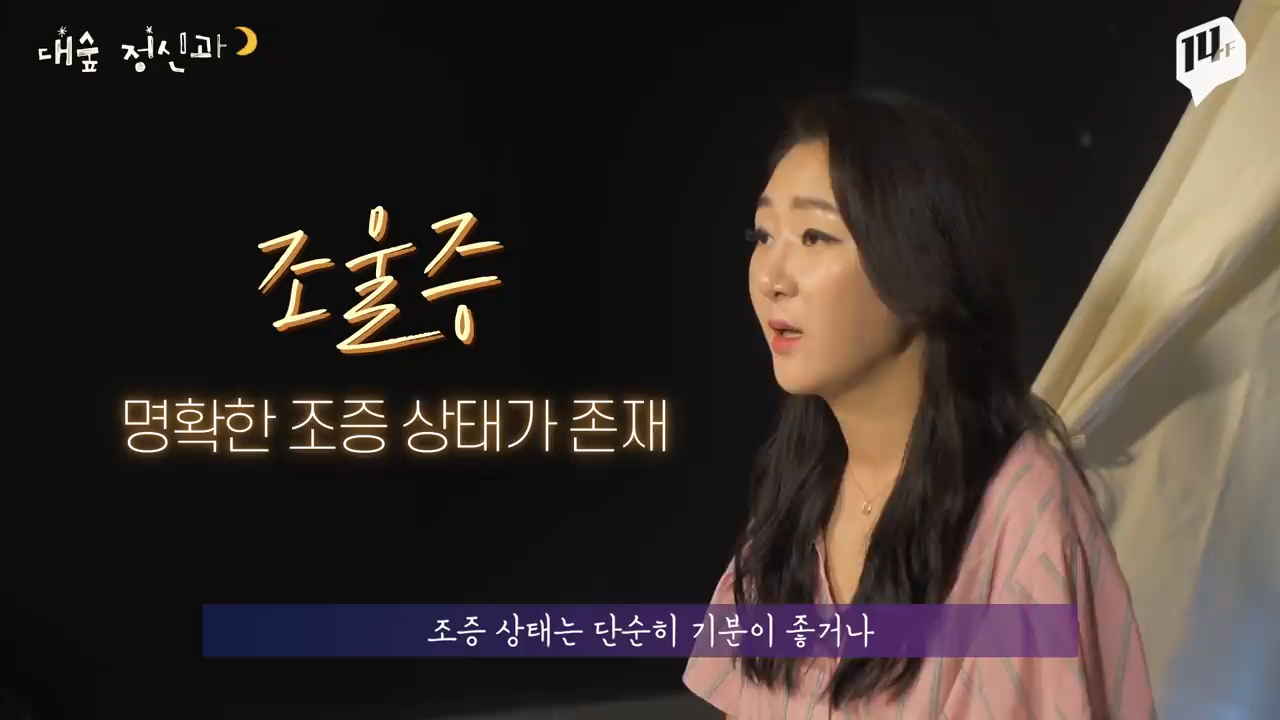 대숲 정신과
14F
조울증
명확한 조증 상태가 존재
조증 상태는 단순히 기분이 좋거나